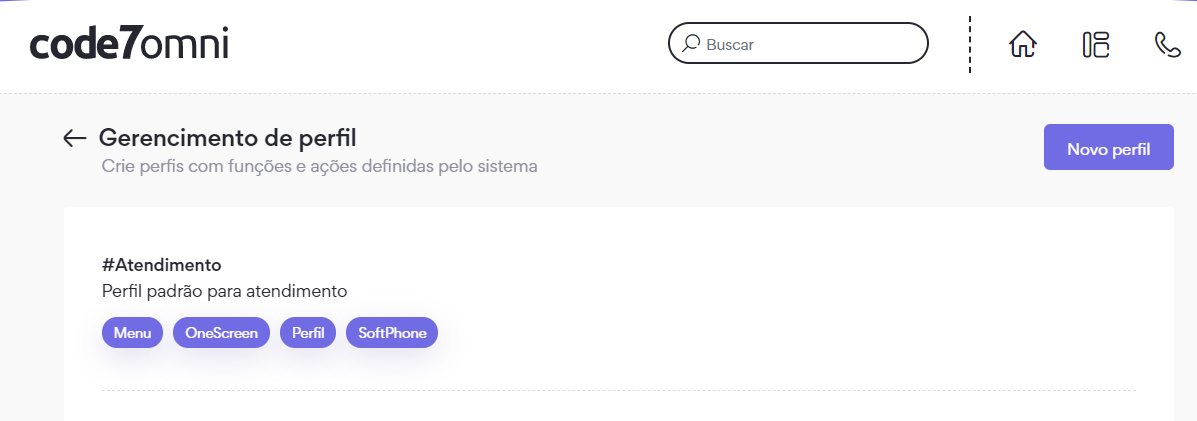 code7omni
Buscar
Gerencimento de perfil
Novo perfil
Crie perfis com funções e ações definidas pelo sistema
#Atendimento
Perfil padrão para atendimento
Menu OneScreen Perfil SoftPhone